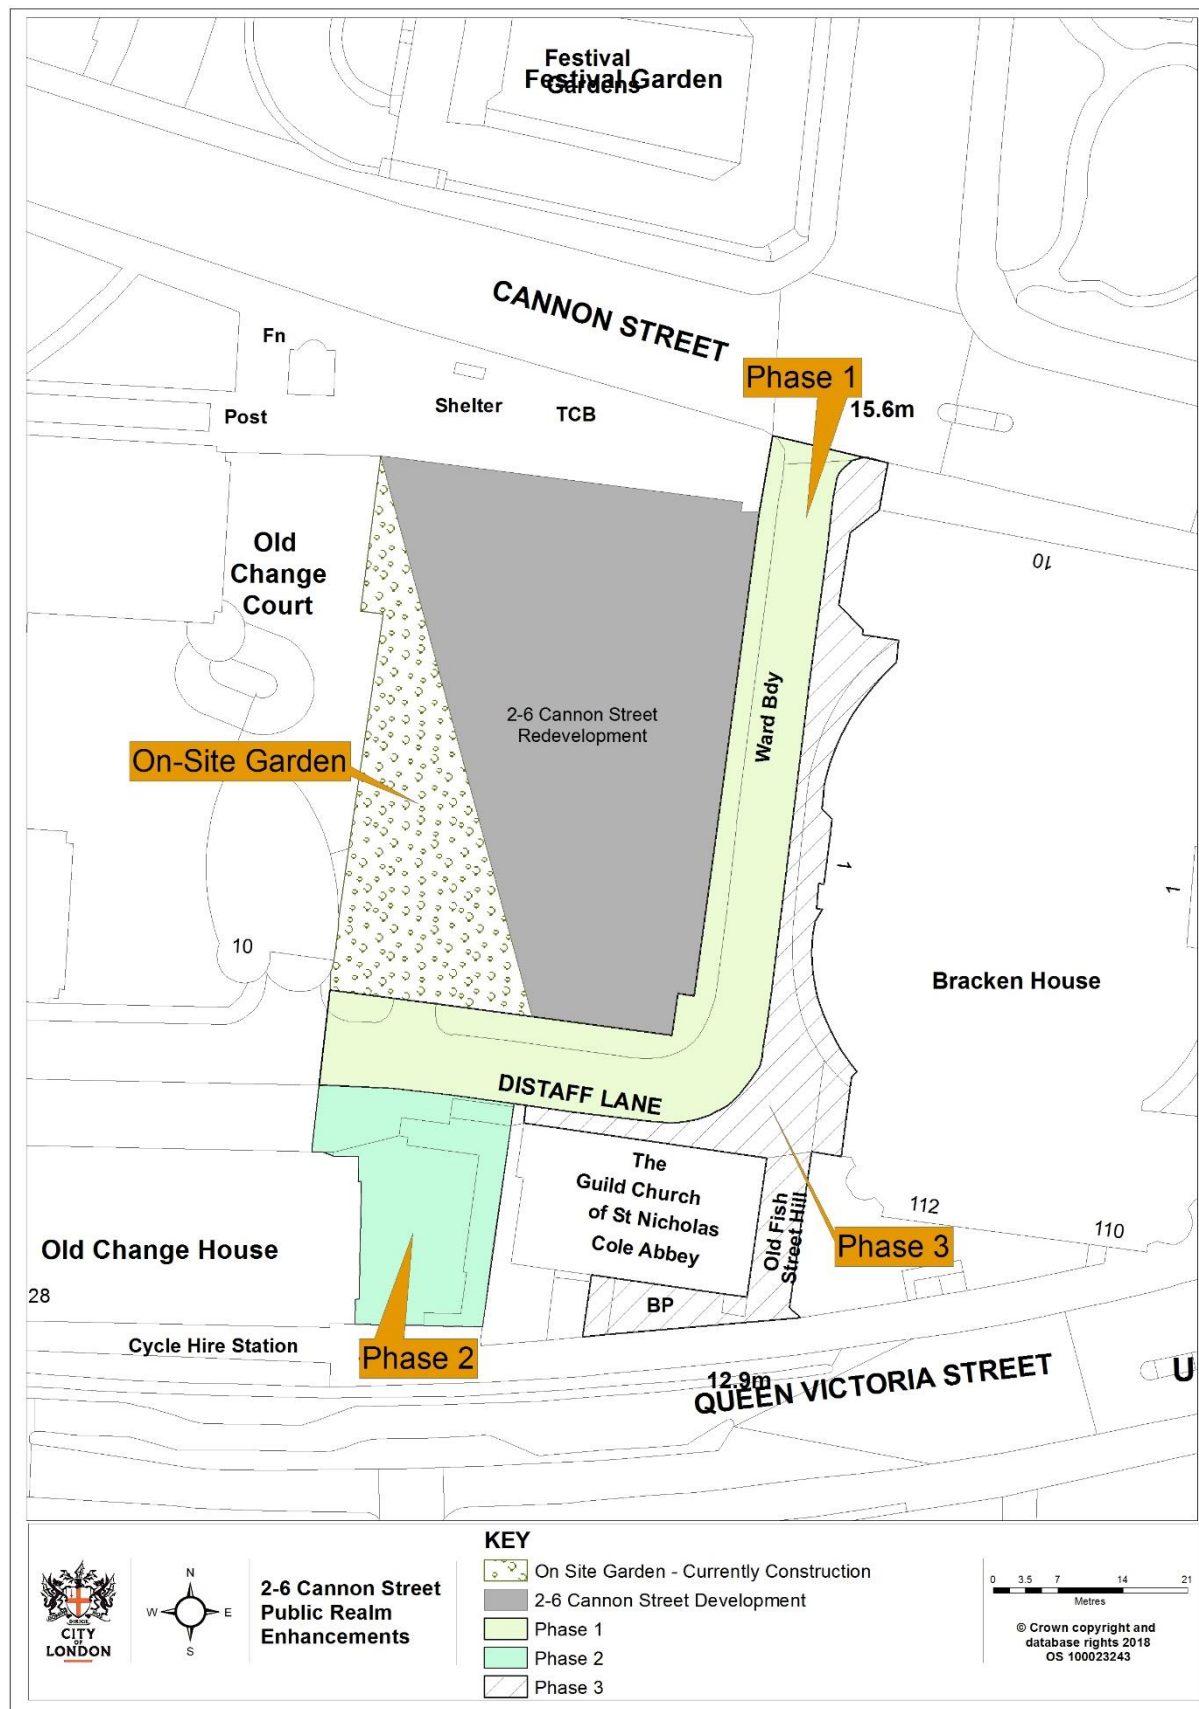 Festival
Gardens
Festival Garden
CANNON STREET
Fn
Phase 1
15.6m
Shelter
TCB
Post
Old
Change
Court
10
2-6 Cannon Street
Redevelopment
Ward Bdy
On-Site Garden
1
1
10
Bracken House
DISTAFF LANE
The
Guild Church
of St Nicholas
Cole Abbey
Old Fish
Street Hill
112
110
Phase 3
Old Change House
28
BP
Cycle Hire Station
Phase 2
12.9m
QUEEN VICTORIA STREET
U
KEY
On Site Garden - Currently Construction
2-6 Cannon Street Development
Phase 1
Phase 2
Phase 3
CITY
OF
LONDON
N
W
E
S
2-6 Cannon Street
Public Realm
Enhancements
0 3.5 7 14 21
Metres
© Crown copyright and
database rights 2018
OS 100023243